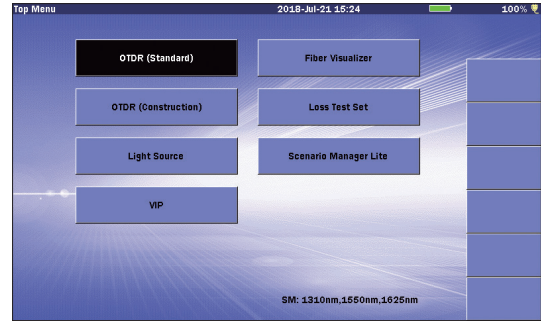 Top Menu 2018-Jul-21 15:24 100%
OTDR (Standard) Fiber Visualizer
OTDR (Construction) Loss Test Set
Light Source Scenario Manager Lite
VIP
SM: 1310nm,1550nm,1625nm